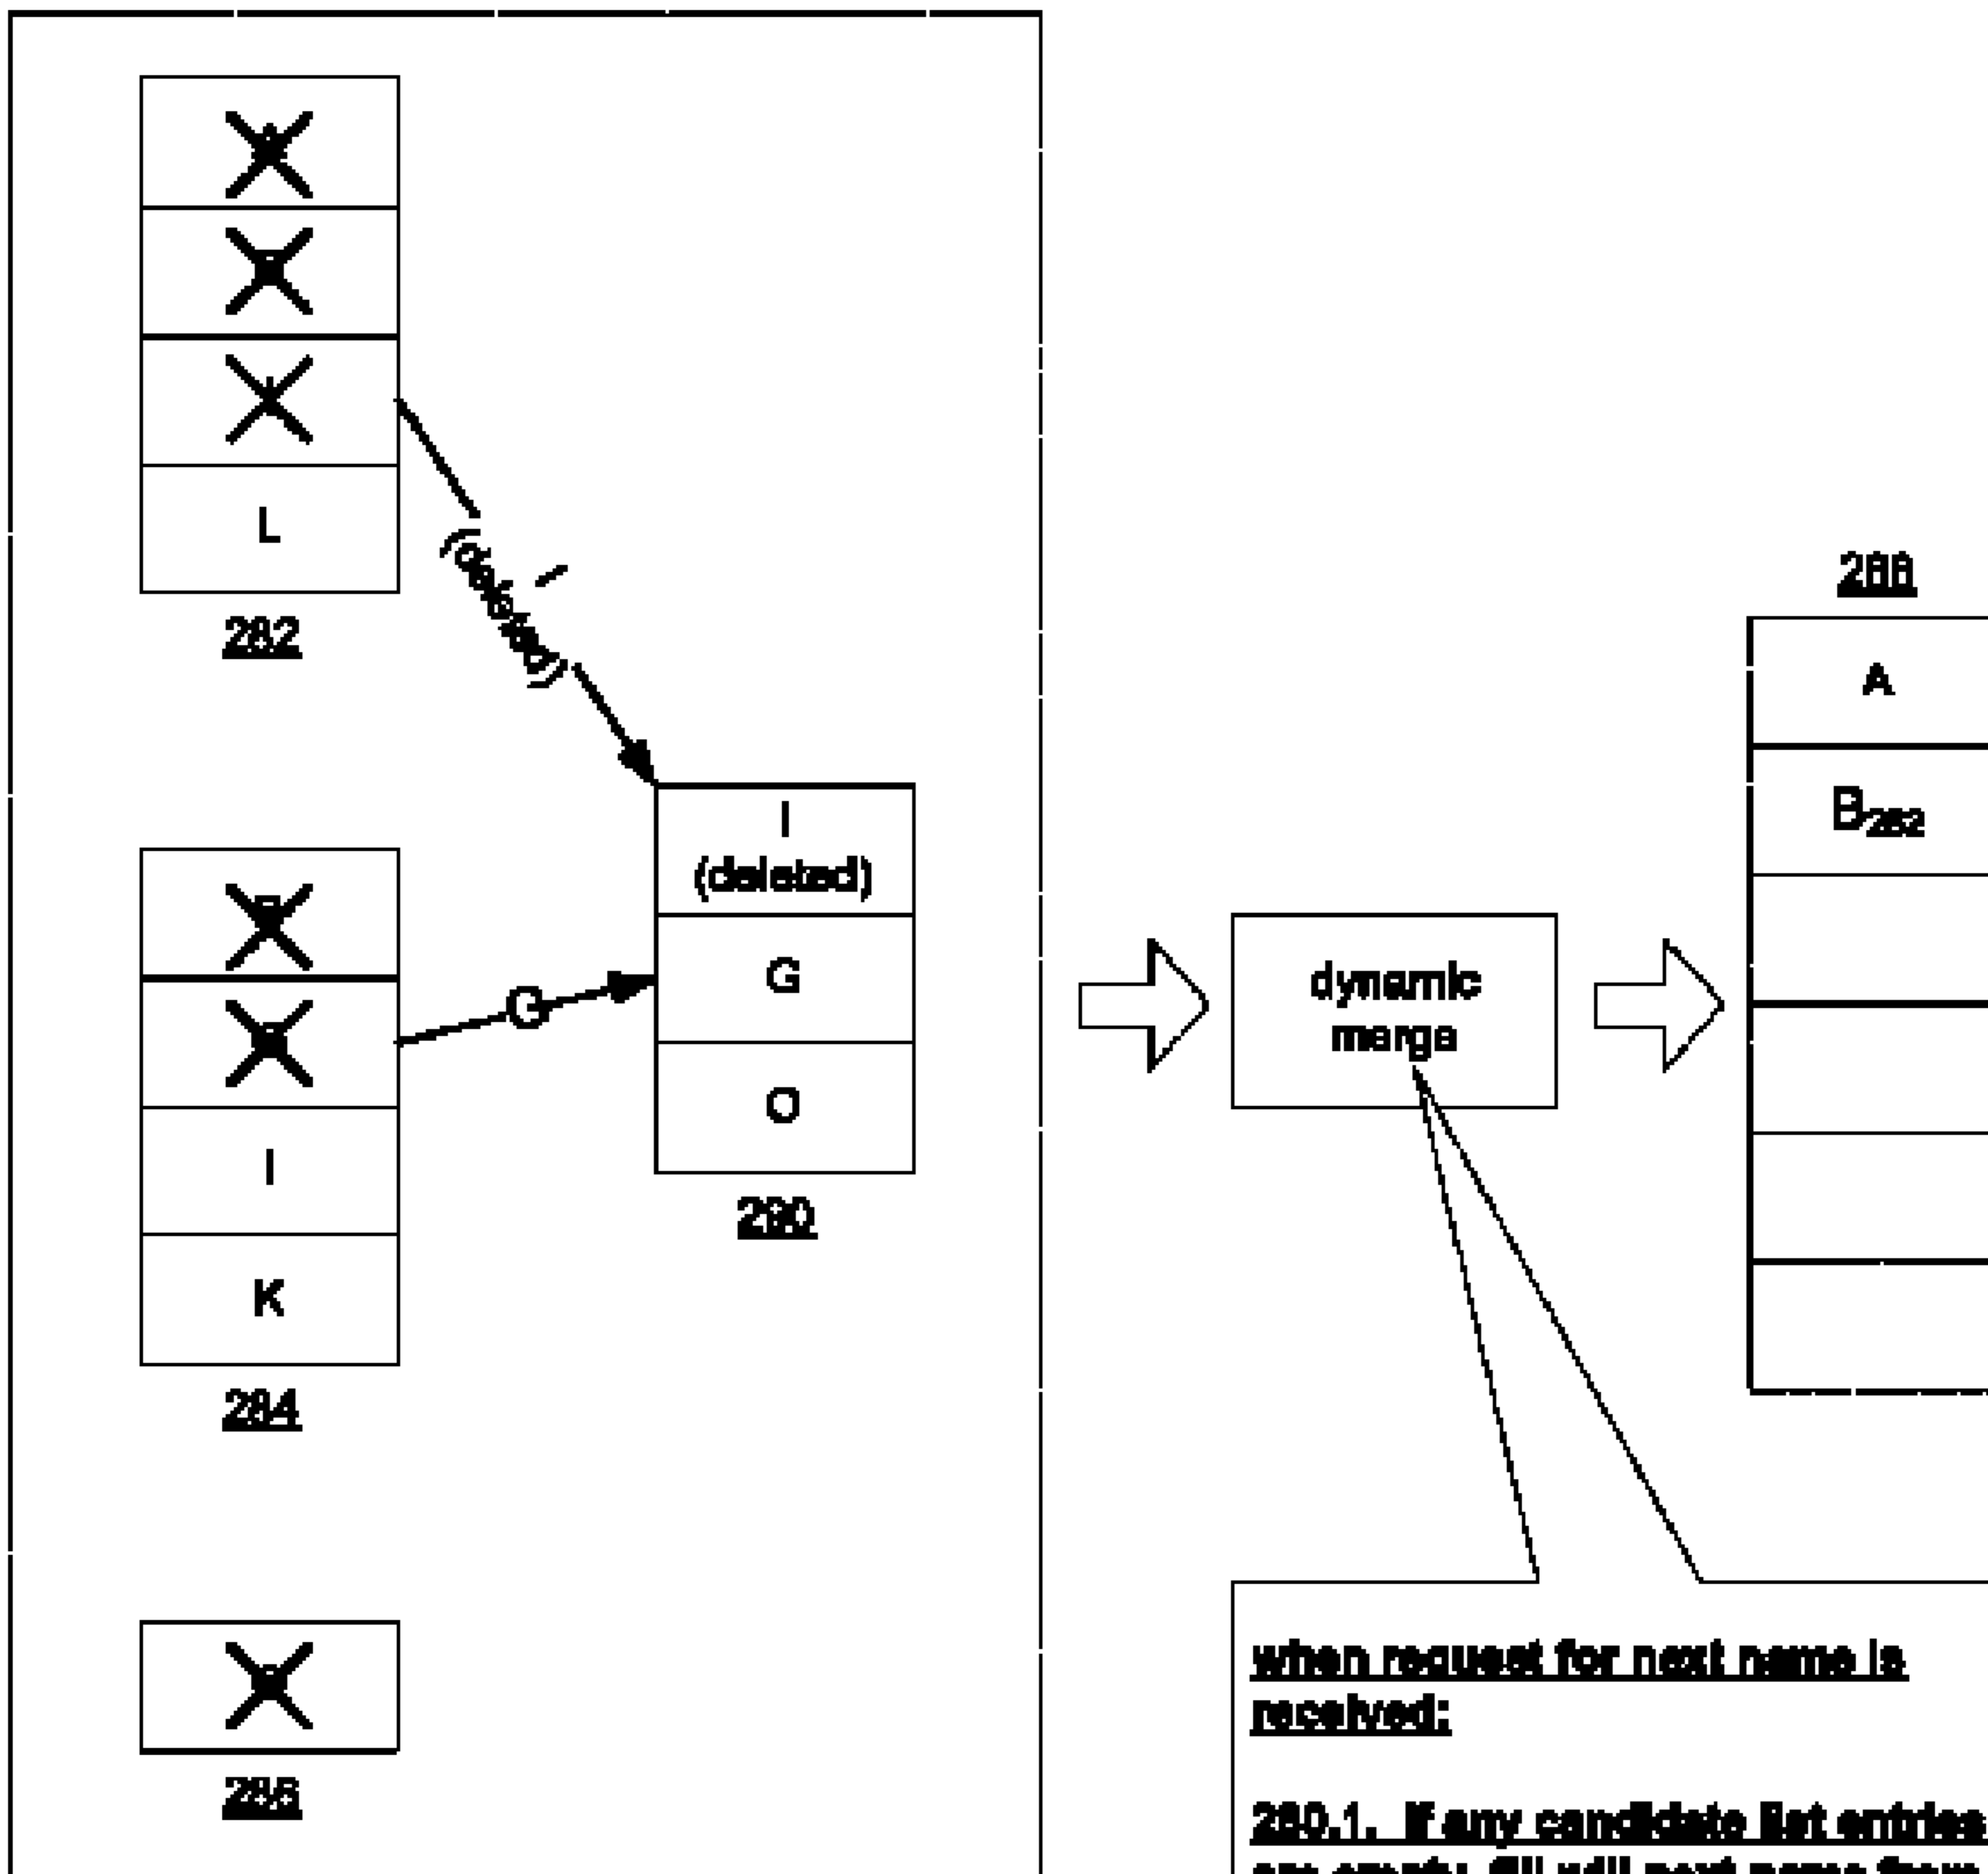 L
282
I
K
284
286
(deleted)
I
(deleted)
G
G
O
290
dynamic
merge
288
A
B282
when request for next name is
resolved:
280.1. If any candidate list entries